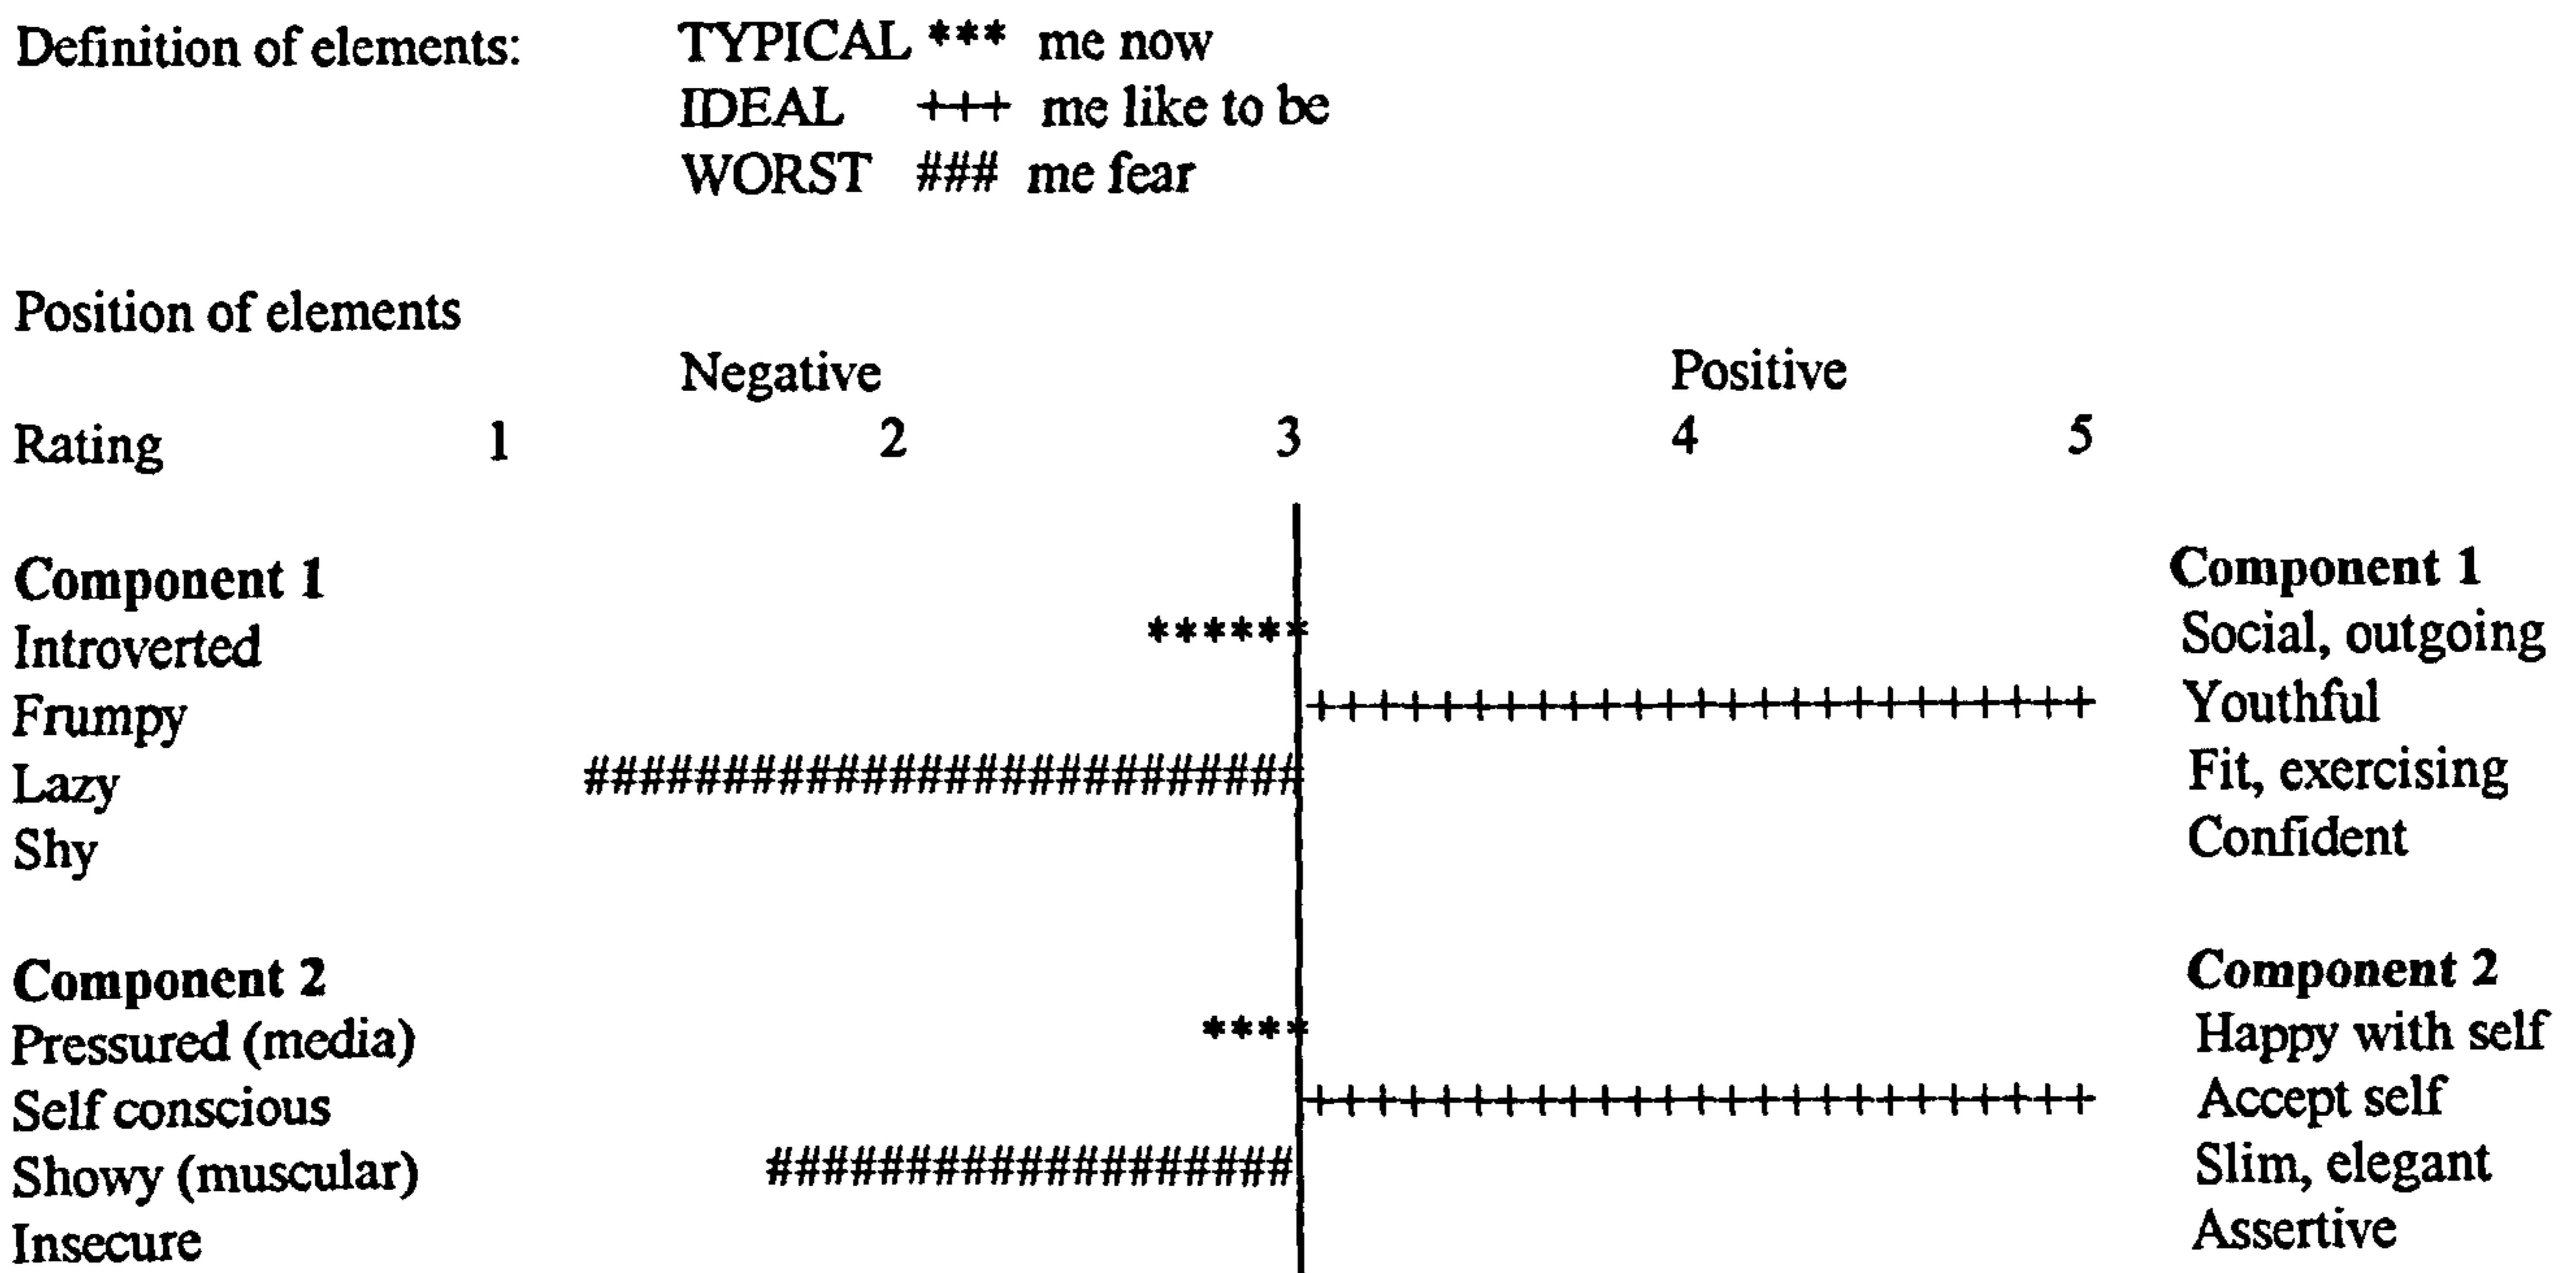 Definition of elements: TYPICAL *** me now
IDEAL +++ me like to be
WORST ### me fear
Position of elements
Negative Positive
Rating 1 2 3 4 5
Component 1 Component 1
Introverted ****** Social, outgoing
Frumpy +++++++++++++++++++++++++ Youthful
Lazy ########################## Fit, exercising
Shy Confident
Component 2 Component 2
Pressured (media) **** Happy with self
Self conscious +++++++++++++++++++++++++ Accept self
Showy (muscular) ################### Slim, elegant
Insecure Assertive